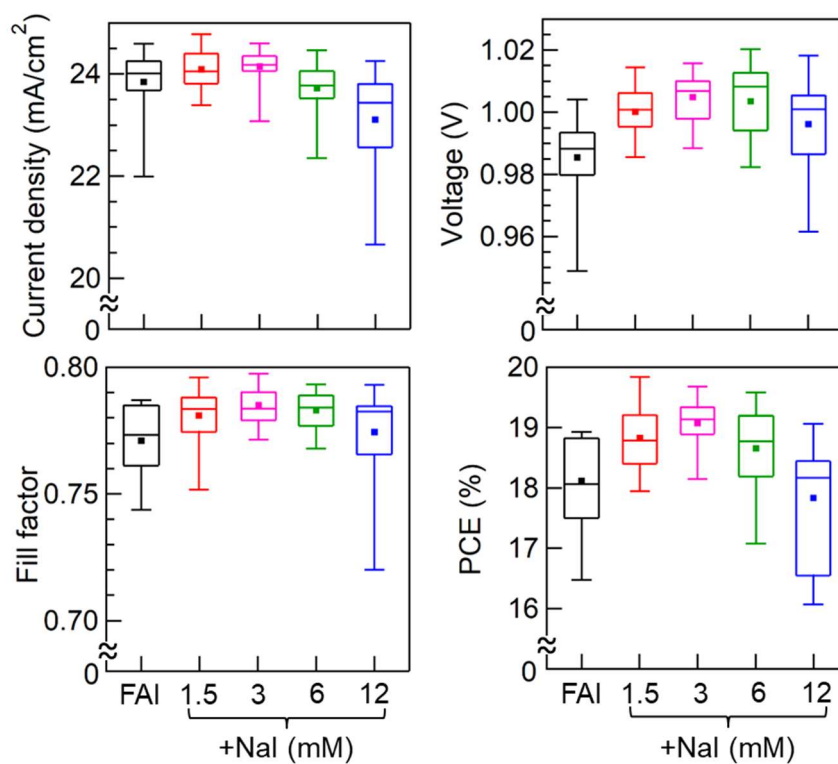 Current density (mA/cm²)
24
22
20
0
Voltage (V)
1.02
1.00
0.98
0.96
0
Fill factor
0.80
0.75
0.70
0
FAI 1.5 3 6 12
+NaI (mM)
PCE (%)
20
19
18
17
16
0
FAI 1.5 3 6 12
+NaI (mM)